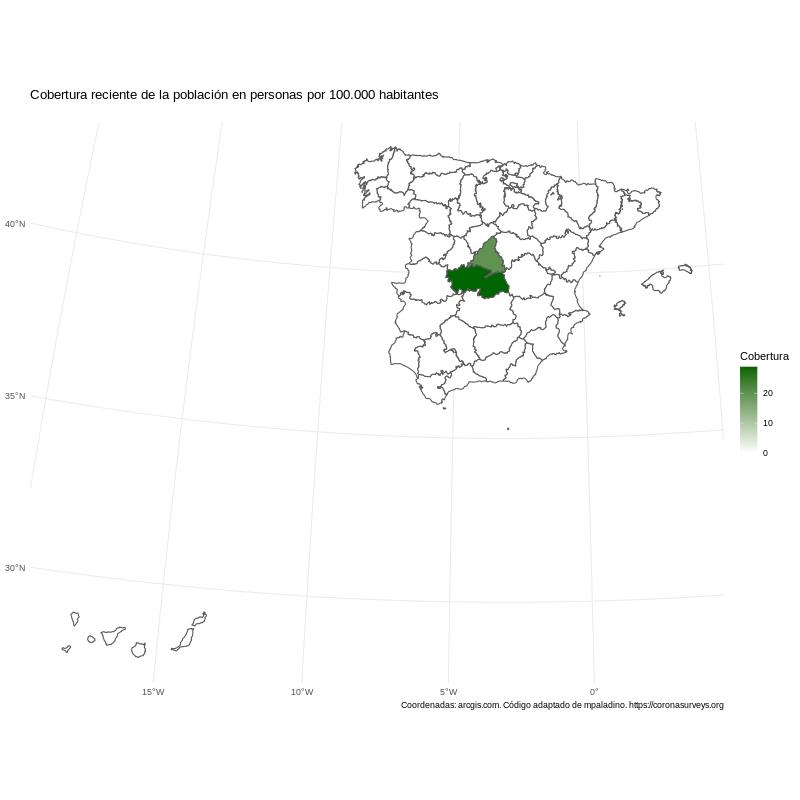 Cobertura reciente de la población en personas por 100.000 habitantes
40°N
35°N
30°N
15°W
10°W
5°W
0°
Cobertura
20
10
0
Coordenadas: arcgis.com. Código adaptado de mpaladino. https://coronasurveys.org